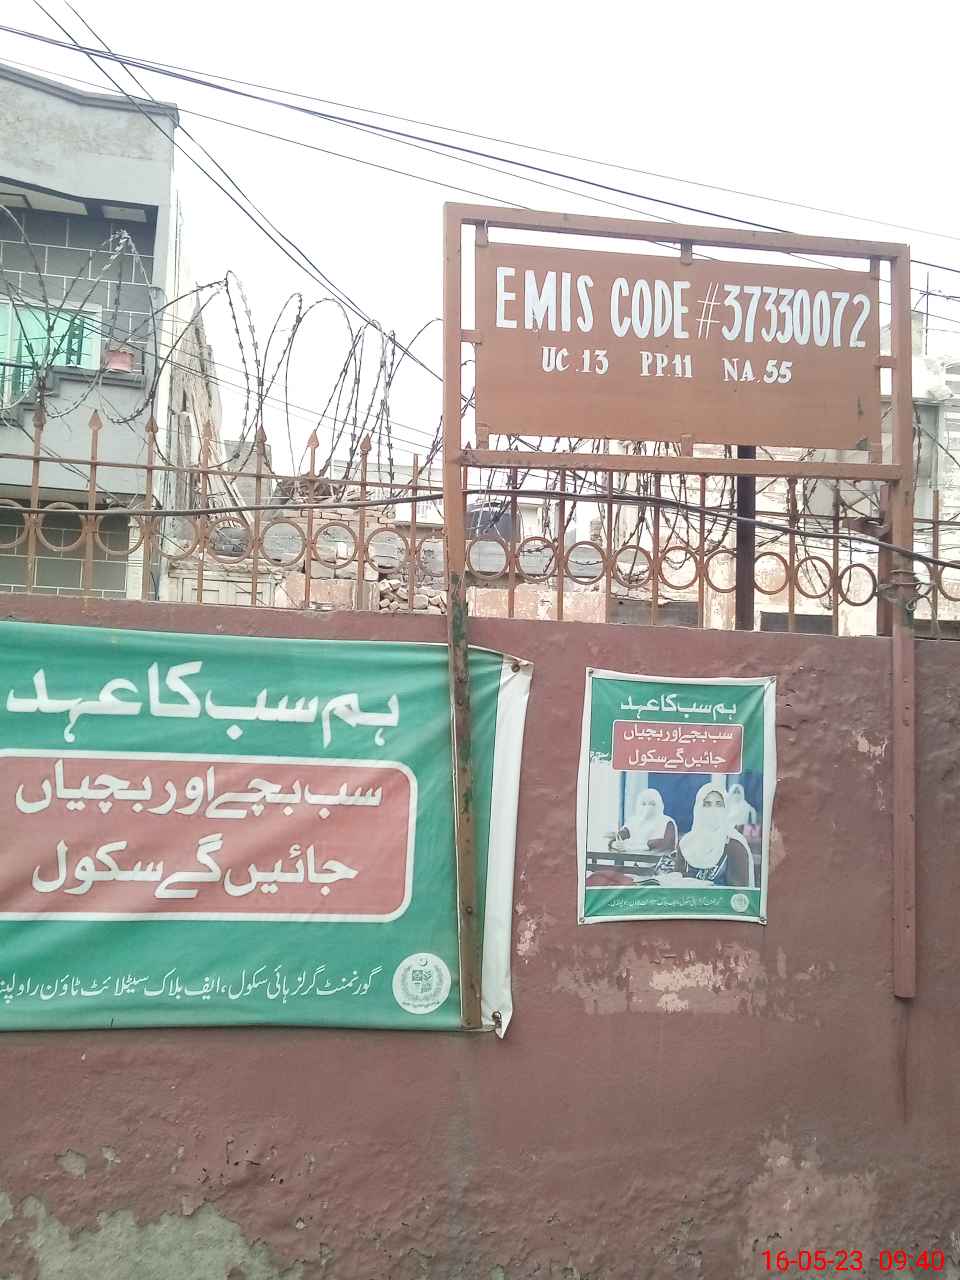 EMIS CODE #37330072
UC.13 PP.11 NA.55
ہم سب کا عہد
سب بچے اور بچیاں
جائیں گے سکول
گورنمنٹ گرلز ہائی سکول، ایف بلاک سیٹلائٹ ٹاؤن
ہم سب کا عہد
سب بچے اور بچیاں
جائیں گے سکول
16-05-23 09:40